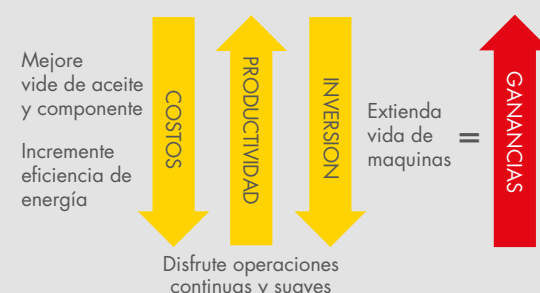 Mejore
vide de aceite
y componente
Incremente
eficiencia de
energía
COSTOS
PRODUCTIVIDAD
INVERSION
Extienda
vida de
maquinas
=
GANANCIAS
Disfrute operaciones
continuas y suaves